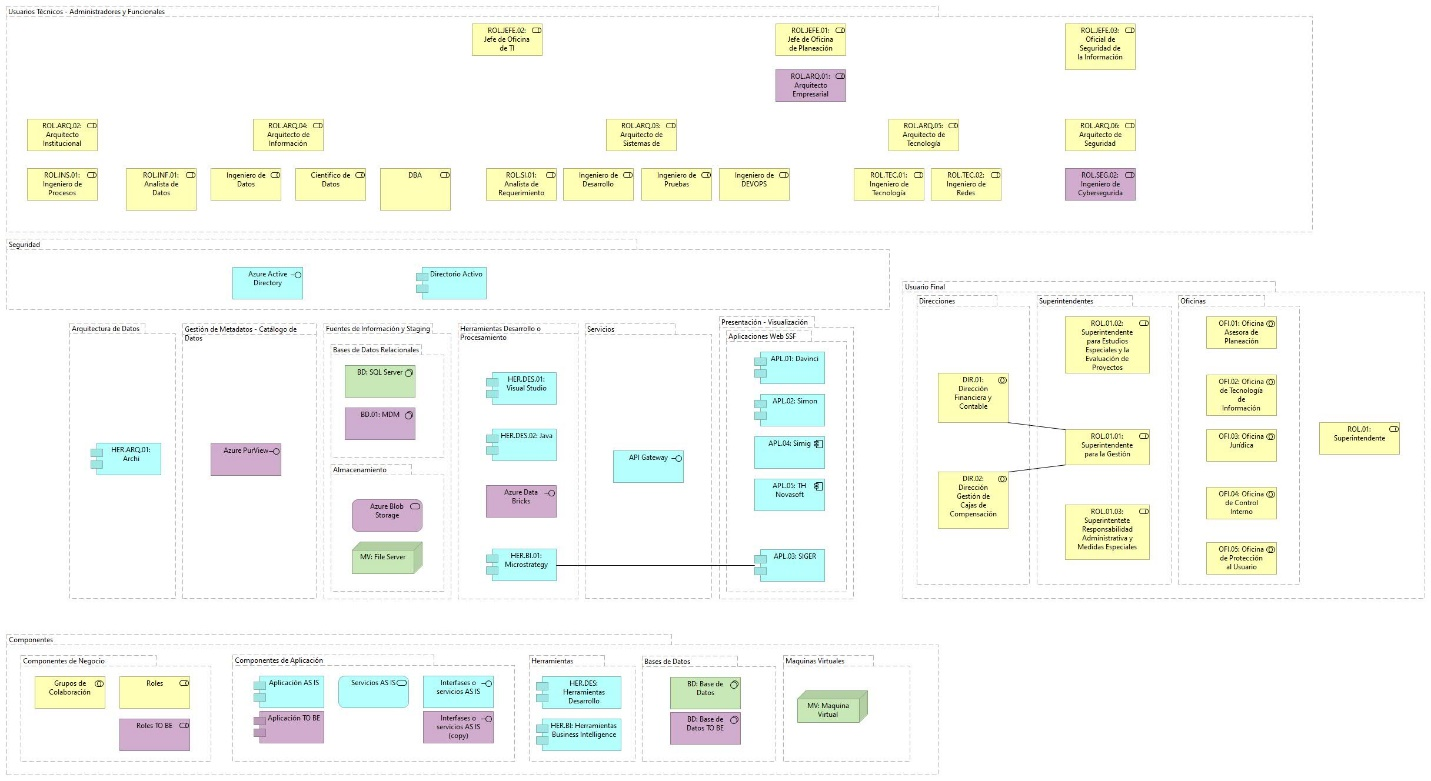 Usuarios Técnicos - Administradores y Funcionales
ROL.JEFE.02:
Jefe de Oficina
de TI
ROL.JEFE.01:
Jefe de Oficina
de Planeación
ROL.JEFE.03:
Oficial de
Seguridad de
la Información
ROL.ARQ.01:
Arquitecto
Empresarial
ROL.ARQ.02:
Arquitecto
Institucional
ROL.ARQ.04:
Arquitecto de
Información
ROL.ARQ.03:
Arquitecto de
Sistemas de
ROL.ARQ.05:
Arquitecto de
Tecnología
ROL.ARQ.06:
Arquitecto de
Seguridad
ROL.INS.01:
Ingeniero de
Procesos
ROL.INF.01:
Analista de
Datos
Ingeniero de
Datos
Científico de
Datos
DBA
ROL.SI.01:
Analista de
Requerimiento
Ingeniero de
Desarrollo
Ingeniero de
Pruebas
Ingeniero de
DEVOPS
ROL.TEC.01:
Ingeniero de
Tecnología
ROL.TEC.02:
Ingeniero de
Redes
ROL.SEG.02:
Ingeniero de
Cybersegurida
Seguridad
Azure Active
Directory
Directorio Activo
Arquitectura de Datos
HER.ARQ.01:
Archi
Gestión de Metadatos - Catálogo de
Datos
Azure PurView
Fuentes de Información y Staging
Bases de Datos Relacionales
BD: SQL Server
BD.01: MDM
Almacenamiento
Azure Blob
Storage
MV: File Server
Herramientas Desarrollo o
Procesamiento
HER.DES.01:
Visual Studio
HER.DES.02: Java
Azure Data
Bricks
HER.BI.01:
Microstrategy
Servicios
API Gateway
Presentación - Visualización
Aplicaciones Web SSF
APL.01: Davinci
APL.02: Simon
APL.04: Simig
APL.05: TH
Novasoft
APL.03: SIGER
Usuario Final
Direcciones
DIR.01:
Dirección
Financiera y
Contable
DIR.02:
Dirección
Gestión de
Cajas de
Compensación
Superintendentes
ROL.01.02:
Superintendente
para Estudios
Especiales y la
Evaluación de
Proyectos
ROL.01.01:
Superintendente
para la Gestión
ROL.01.03:
Superintentete
Responsabilidad
Administrativa y
Medidas Especiales
Oficinas
OFI.01: Oficina
Asesora de
Planeación
OFI.02: Oficina
de Tecnología
de
Información
OFI.03: Oficina
Jurídica
OFI.04: Oficina
de Control
Interno
OFI.05: Oficina
de Protección
al Usuario
ROL.01:
Superintendente
Componentes
Componentes de Negocio
Grupos de
Colaboración
Roles
Roles TO BE
Componentes de Aplicación
Aplicación AS IS
Servicios AS IS
Interfases o
servicios AS IS
Aplicación TO BE
Interfases o
servicios AS IS
(copy)
Herramientas
HER.DES:
Herramientas
Desarrollo
HER.BI: Herramientas
Business Intelligence
Bases de Datos
BD: Base de
Datos
BD: Base de
Datos TO BE
Maquinas Virtuales
MV: Maquina
Virtual